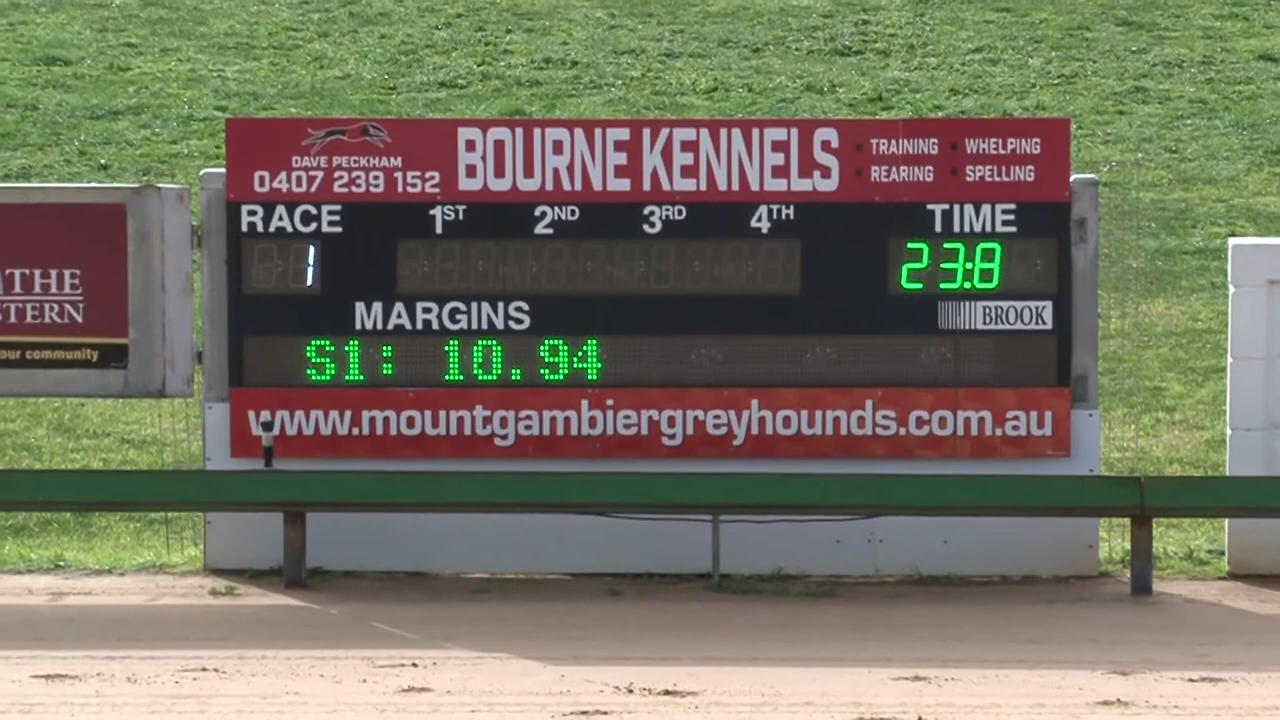 DAVE PECKHAM
0407 239 152
BOURNE KENNELS
TRAINING
WHELPING
REARING
SPELLING
RACE 1ST 2ND 3RD 4TH TIME
1 23:8
MARGINS
BROOK
S1: 10.94
www.mountgambiergreyhounds.com.au
THE
STERN
our community